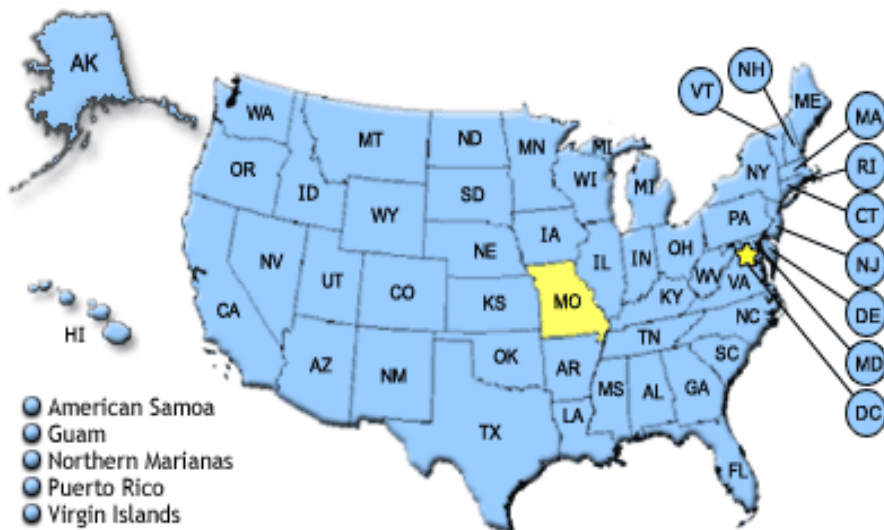 AK
WA
MT
ND
MN
MI
ME
VT
NH
MA
RI
CT
NJ
DE
MD
DC
OR
ID
WY
SD
WI
MI
NY
PA
NV
UT
CO
NE
IA
IL
IN
OH
WV
VA
CA
KS
MO
KY
NC
AZ
NM
OK
AR
TN
SC
TX
LA
MS
AL
GA
FL
HI
American Samoa
Guam
Northern Marianas
Puerto Rico
Virgin Islands